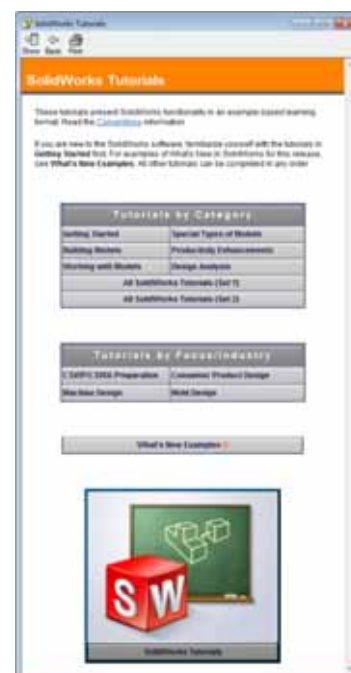 SolidWorks Tutorials
Show Back Print
SolidWorks Tutorials
These tutorials present SolidWorks functionality in an example-based learning
format. Read the Conventions information.
If you are new to the SolidWorks software, familiarize yourself with the tutorials in
Getting Started first. For examples of What's New in SolidWorks for this release,
see What's New Examples. All other tutorials can be completed in any order.
Tutorials by Category
Getting Started Special Types of Models
Building Models Productivity Enhancements
Working with Models Design Analysis
All SolidWorks Tutorials (Set 1)
All SolidWorks Tutorials (Set 2)
Tutorials by Focus/Industry
CSWP/CSWA Preparation Consumer Product Design
Machine Design Mold Design
What's New Examples
S W
SolidWorks Tutorials